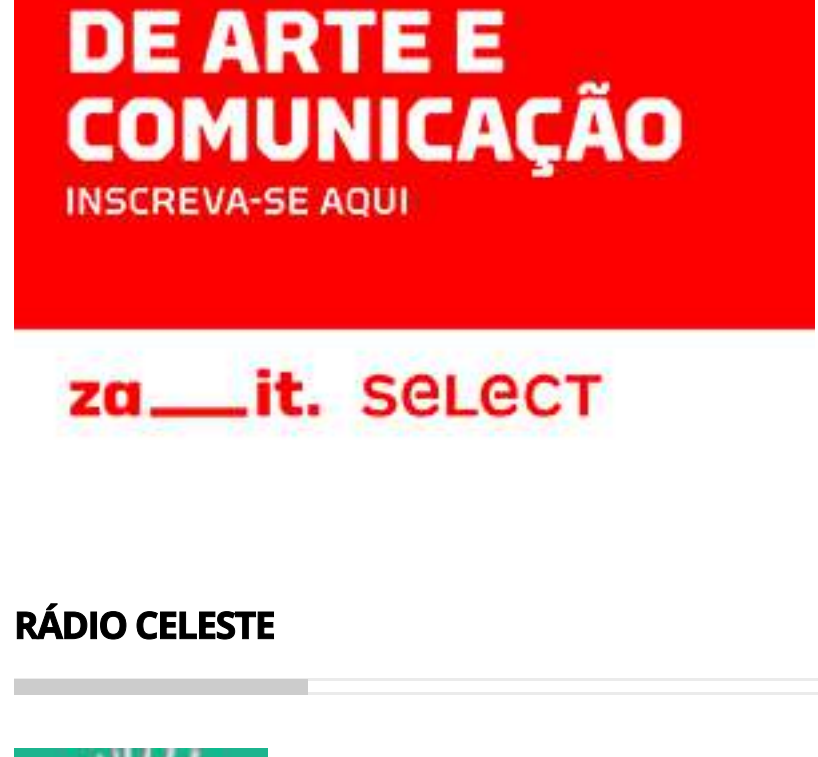 DE ARTE E
COMUNICAÇÃO
INSCREVA-SE AQUI
za__it. SeLeCT
RÁDIO CELESTE